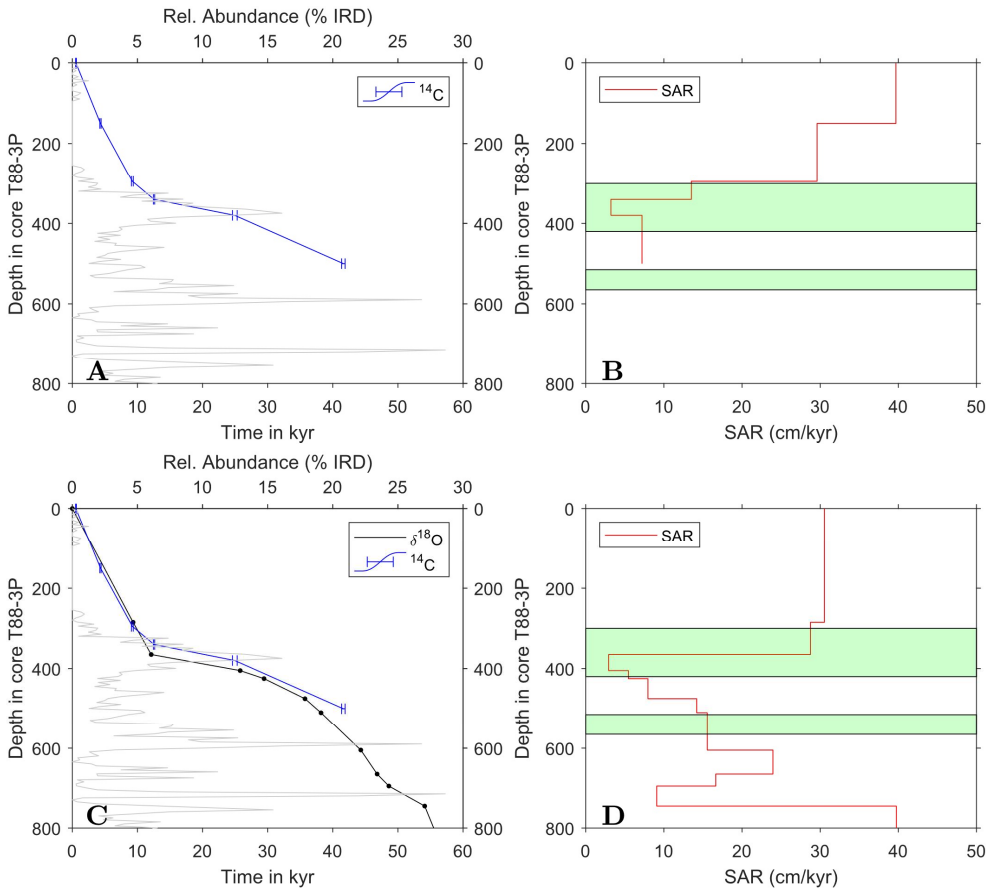 Rel. Abundance (% IRD)
0 5 10 15 20 25 30
Depth in core T88-3P
0 200 400 600 800
¹⁴C
A
0 200 400 600 800
0 10 20 30 40 50 60
Time in kyr
Depth in core T88-3P
0 200 400 600 800
SAR
B
0 10 20 30 40 50
SAR (cm/kyr)
Rel. Abundance (% IRD)
0 5 10 15 20 25 30
Depth in core T88-3P
0 200 400 600 800
δ¹⁸O
¹⁴C
C
0 200 400 600 800
0 10 20 30 40 50 60
Time in kyr
Depth in core T88-3P
0 200 400 600 800
SAR
D
0 10 20 30 40 50
SAR (cm/kyr)